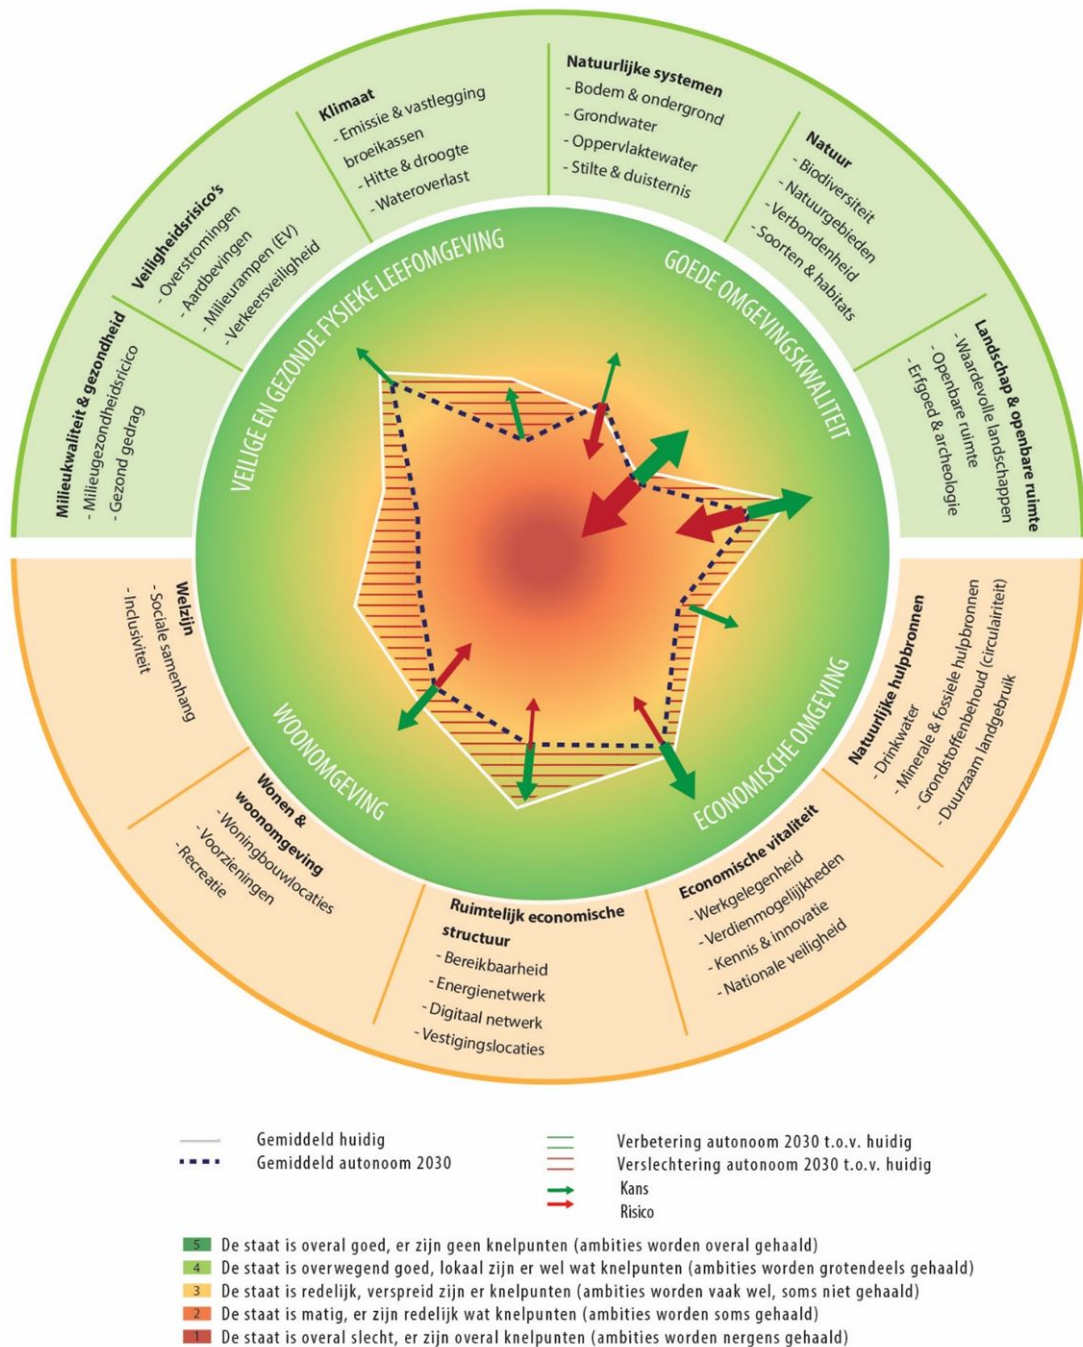 Klimaat
- Emissie & vastlegging
broeikassen
- Hitte & droogte
- Wateroverlast
Natuurlijke systemen
- Bodem & ondergrond
- Grondwater
- Oppervlaktewater
- Stilte & duisternis
Natuur
- Biodiversiteit
- Natuurgebieden
- Verbondenheid
- Soorten & habitats
Landschap & openbare ruimte
- Waardevolle landschappen
- Openbare ruimte
- Erfgoed & archeologie
Veiligheidsrisico's
- Overstromingen
- Aardbevingen
- Milieurampen (EV)
- Verkeersveiligheid
Milieukwaliteit & gezondheid
- Milieugezondheidsricico
- Gezond gedrag
VEILIGE EN GEZONDE FYSIEKE LEEFOMGEVING
GOEDE OMGEVINGSKWALITEIT
WOONOMGEVING
ECONOMISCHE OMGEVING
Welzijn
- Sociale samenhang
- Inclusiviteit
Wonen &
woonomgeving
- Woningbouwlocaties
- Voorzieningen
- Recreatie
Ruimtelijk economische
structuur
- Bereikbaarheid
- Energienetwerk
- Digitaal netwerk
- Vestigingslocaties
Economische vitaliteit
- Werkgelegenheid
- Verdienmogelijjkheden
- Kennis & innovatie
- Nationale veiligheid
Natuurlijke hulpbronnen
- Drinkwater
- Minerale & fossiele hulpbronnen
- Grondstoffenbehoud (circulairiteit)
- Duurzaam landgebruik
Gemiddeld huidig
Gemiddeld autonoom 2030
Verbetering autonoom 2030 t.o.v. huidig
Verslechtering autonoom 2030 t.o.v. huidig
Kans
Risico
5 De staat is overal goed, er zijn geen knelpunten (ambities worden overal gehaald)
4 De staat is overwegend goed, lokaal zijn er wel wat knelpunten (ambities worden grotendeels gehaald)
3 De staat is redelijk, verspreid zijn er knelpunten (ambities worden vaak wel, soms niet gehaald)
2 De staat is matig, er zijn redelijk wat knelpunten (ambities worden soms gehaald)
1 De staat is overal slecht, er zijn overal knelpunten (ambities worden nergens gehaald)